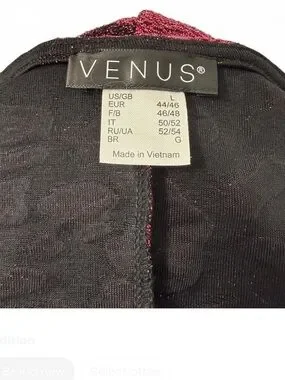 VENUS®
US/GB L
EUR 44/46
F/B 46/48
IT 50/52
RU/UA 52/54
BR G
Made in Vietnam